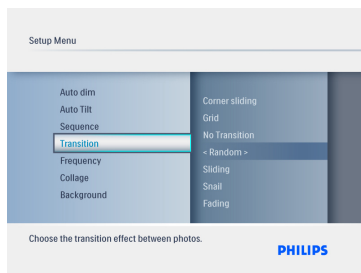 Setup Menu
Auto dim
Auto Tilt
Sequence
Transition
Frequency
Collage
Background
Corner sliding
Grid
No Transition
< Random >
Sliding
Snail
Fading
Choose the transition effect between photos.
PHILIPS